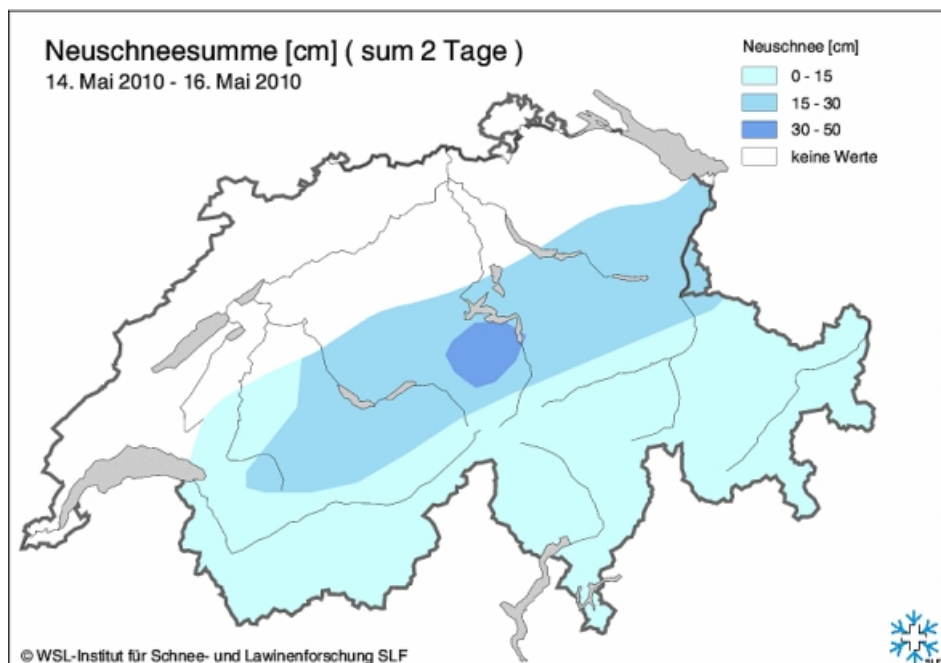 Neuschneesumme [cm] ( sum 2 Tage )
14. Mai 2010 - 16. Mai 2010
Neuschnee [cm]
0 - 15
15 - 30
30 - 50
keine Werte
© WSL-Institut für Schnee- und Lawinenforschung SLF
SLF